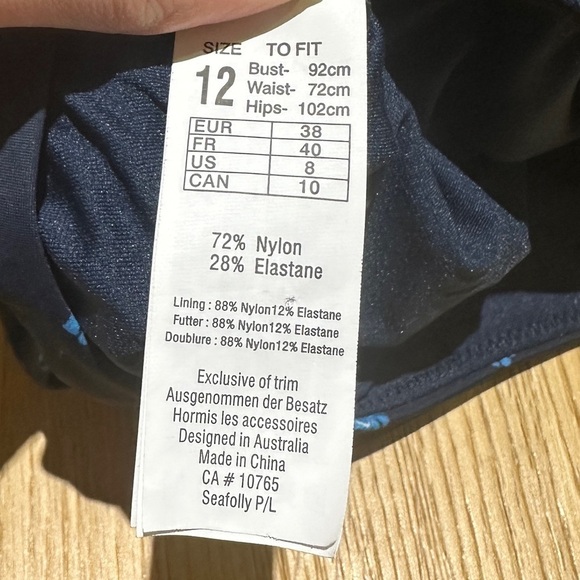 SIZE TO FIT
12 Bust- 92cm
Waist- 72cm
Hips- 102cm
EUR 38
FR 40
US 8
CAN 10
72% Nylon
28% Elastane
Lining : 88% Nylon12% Elastane
Futter : 88% Nylon12% Elastane
Doublure : 88% Nylon12% Elastane
Exclusive of trim
Ausgenommen der Besatz
Hormis les accessoires
Designed in Australia
Made in China
CA # 10765
Seafolly P/L